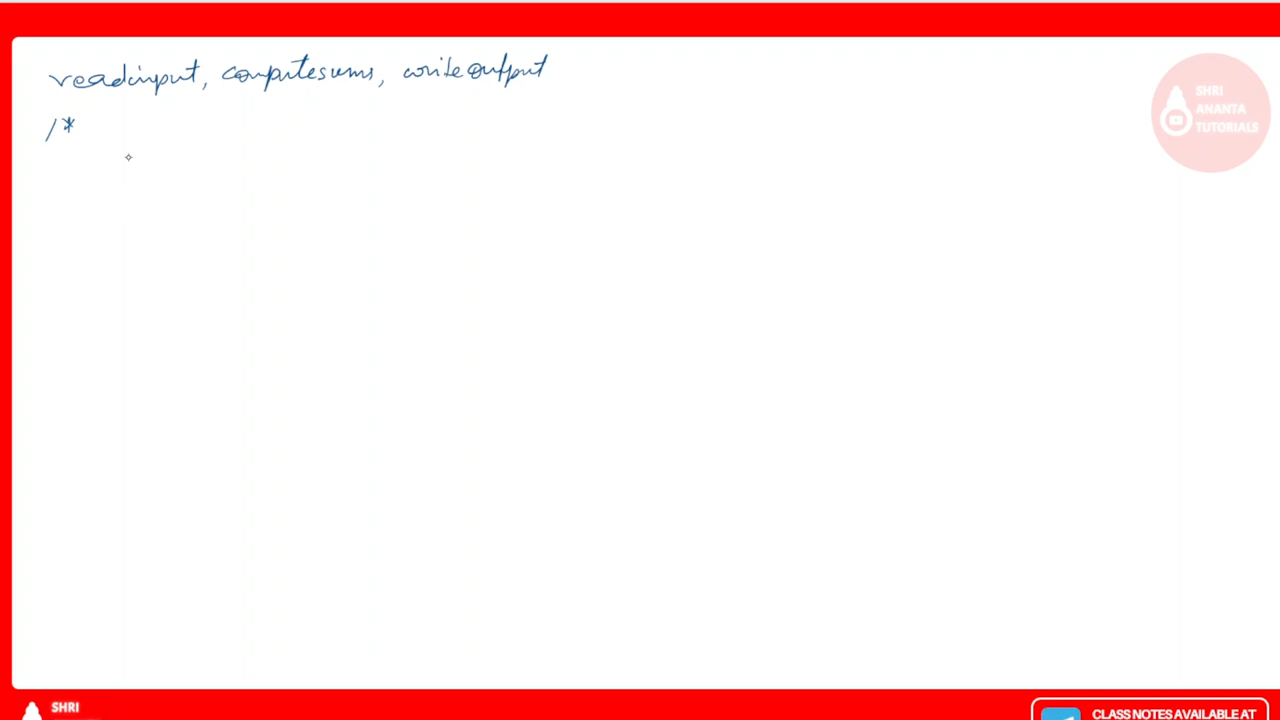 readinput, computesums, writeoutput
/*
SHRI
ANANTA
TUTORIALS
SHRI
CLASS NOTES AVAILABLE AT